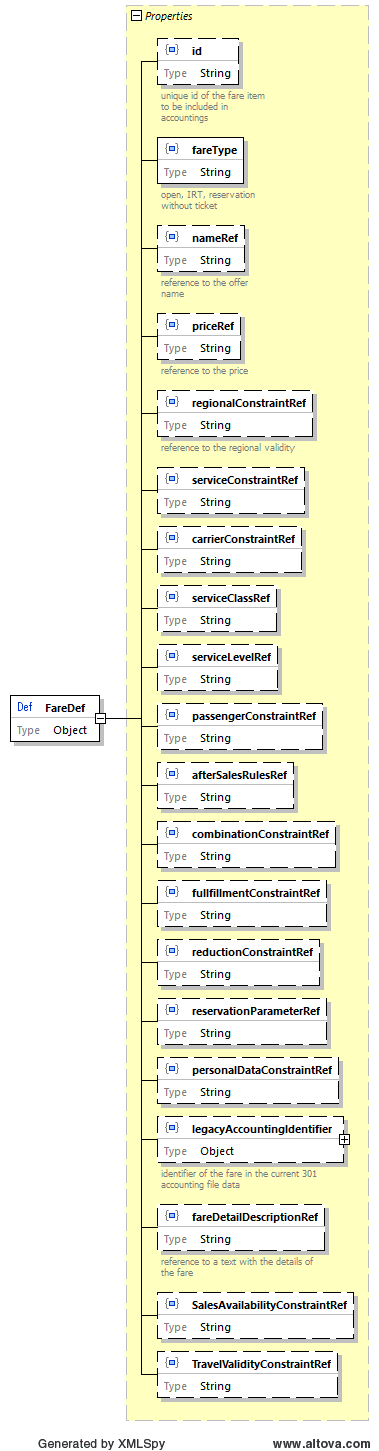 Properties
id
Type String
unique id of the fare item
to be included in
accountings
fareType
Type String
open, IRT, reservation
without ticket
nameRef
Type String
reference to the offer
name
priceRef
Type String
reference to the price
regionalConstraintRef
Type String
reference to the regional validity
serviceConstraintRef
Type String
carrierConstraintRef
Type String
serviceClassRef
Type String
serviceLevelRef
Type String
Def FareDef
Type Object
passengerConstraintRef
Type String
afterSalesRulesRef
Type String
combinationConstraintRef
Type String
fullfillmentConstraintRef
Type String
reductionConstraintRef
Type String
reservationParameterRef
Type String
personalDataConstraintRef
Type String
legacyAccountingIdentifier
Type Object
identifier of the fare in the current 301
accounting file data
fareDetailDescriptionRef
Type String
reference to a text with the details of
the fare
SalesAvailabilityConstraintRef
Type String
TravelValidityConstraintRef
Type String
Generated by XMLSpy www.altova.com